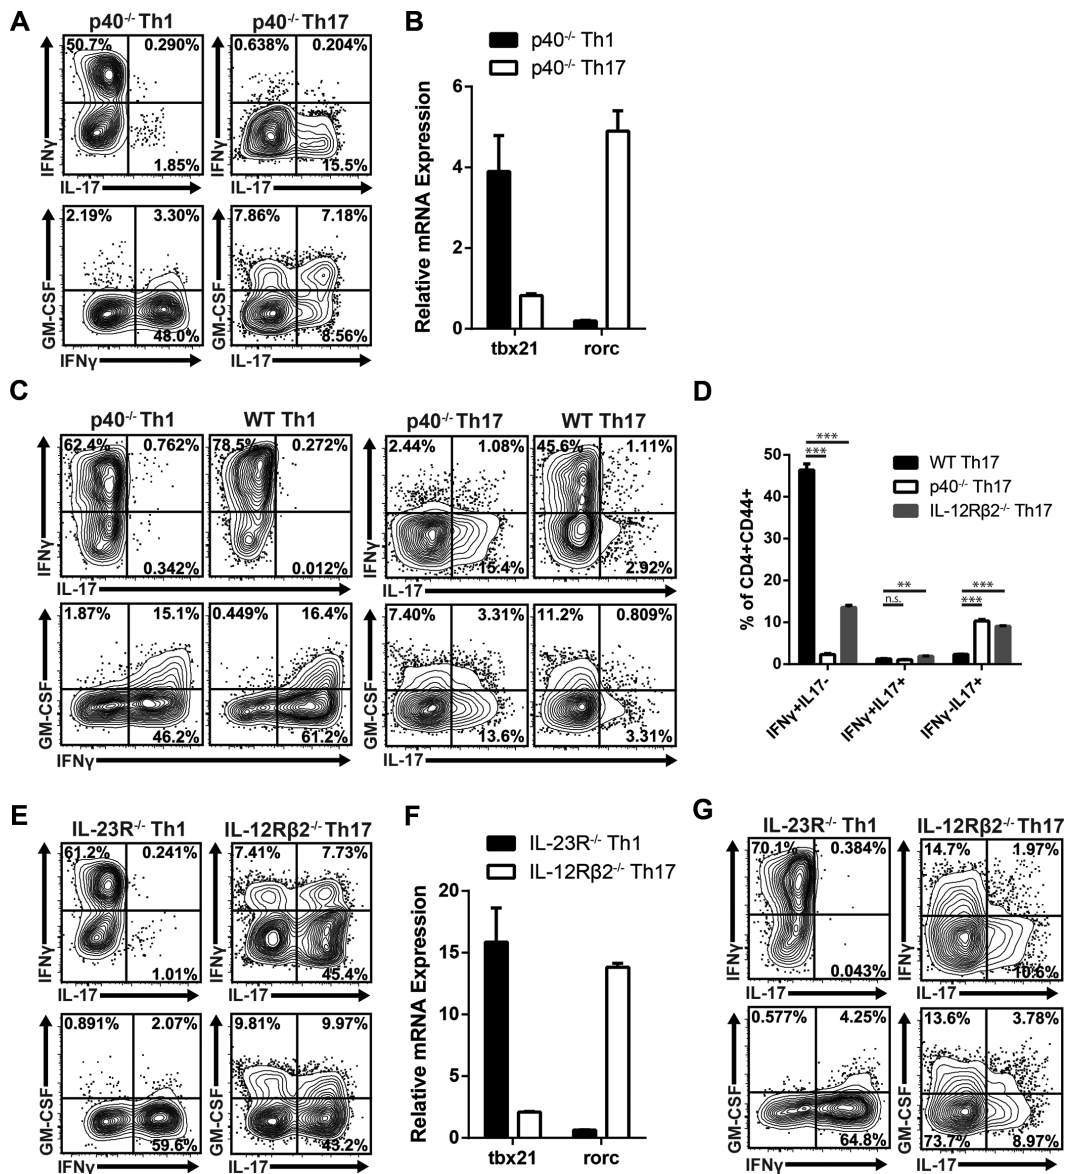 A
p40-/- Th1
p40-/- Th17
50.7%
0.290%
1.85%
0.638%
0.204%
15.5%
IFNγ
IL-17
IFNγ
IL-17
2.19%
3.30%
48.0%
7.86%
7.18%
8.56%
GM-CSF
IFNγ
GM-CSF
IL-17
B
p40-/- Th1
p40-/- Th17
Relative mRNA Expression
6
4
2
0
tbx21
rorc
C
p40-/- Th1
WT Th1
p40-/- Th17
WT Th17
62.4%
0.762%
0.342%
78.5%
0.272%
0.012%
2.44%
1.08%
15.4%
45.6%
1.11%
2.92%
IFNγ
IL-17
IFNγ
IL-17
1.87%
15.1%
46.2%
0.449%
16.4%
61.2%
7.40%
3.31%
13.6%
11.2%
0.809%
3.31%
GM-CSF
IFNγ
GM-CSF
IL-17
D
WT Th17
p40-/- Th17
IL-12Rβ2-/- Th17
% of CD4+CD44+
50
40
30
20
10
0
***
***
**
n.s.
***
***
IFNγ+IL17-
IFNγ+IL17+
IFNγ-IL17+
E
IL-23R-/- Th1
IL-12Rβ2-/- Th17
61.2%
0.241%
1.01%
7.41%
7.73%
45.4%
IFNγ
IL-17
IFNγ
IL-17
0.891%
2.07%
59.6%
9.81%
9.97%
43.2%
GM-CSF
IFNγ
GM-CSF
IL-17
F
IL-23R-/- Th1
IL-12Rβ2-/- Th17
Relative mRNA Expression
20
15
10
5
0
tbx21
rorc
G
IL-23R-/- Th1
IL-12Rβ2-/- Th17
70.1%
0.384%
0.043%
14.7%
1.97%
10.6%
IFNγ
IL-17
IFNγ
IL-17
0.577%
4.25%
64.8%
13.6%
3.78%
73.7%
8.97%
GM-CSF
IFNγ
GM-CSF
IL-17